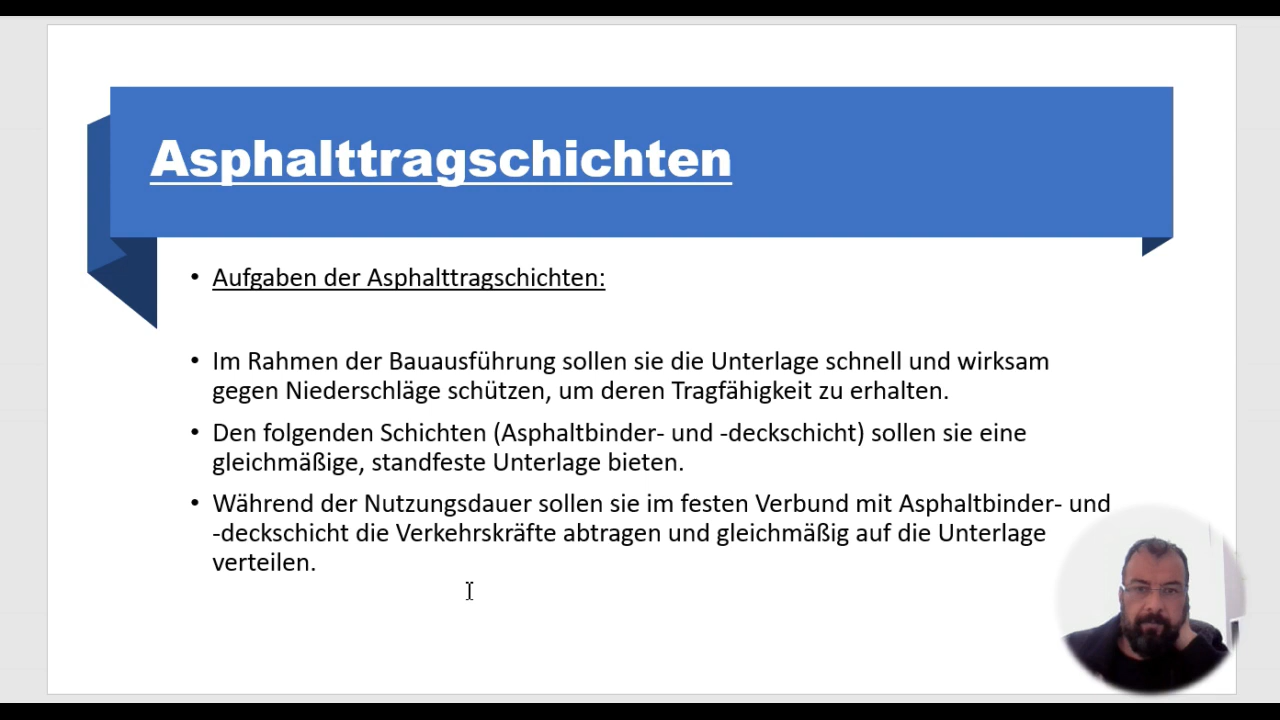 Asphalttragschichten
• Aufgaben der Asphalttragschichten:
• Im Rahmen der Bauausführung sollen sie die Unterlage schnell und wirksam
gegen Niederschläge schützen, um deren Tragfähigkeit zu erhalten.
• Den folgenden Schichten (Asphaltbinder- und -deckschicht) sollen sie eine
gleichmäßige, standfeste Unterlage bieten.
• Während der Nutzungsdauer sollen sie im festen Verbund mit Asphaltbinder- und
-deckschicht die Verkehrskräfte abtragen und gleichmäßig auf die Unterlage
verteilen.